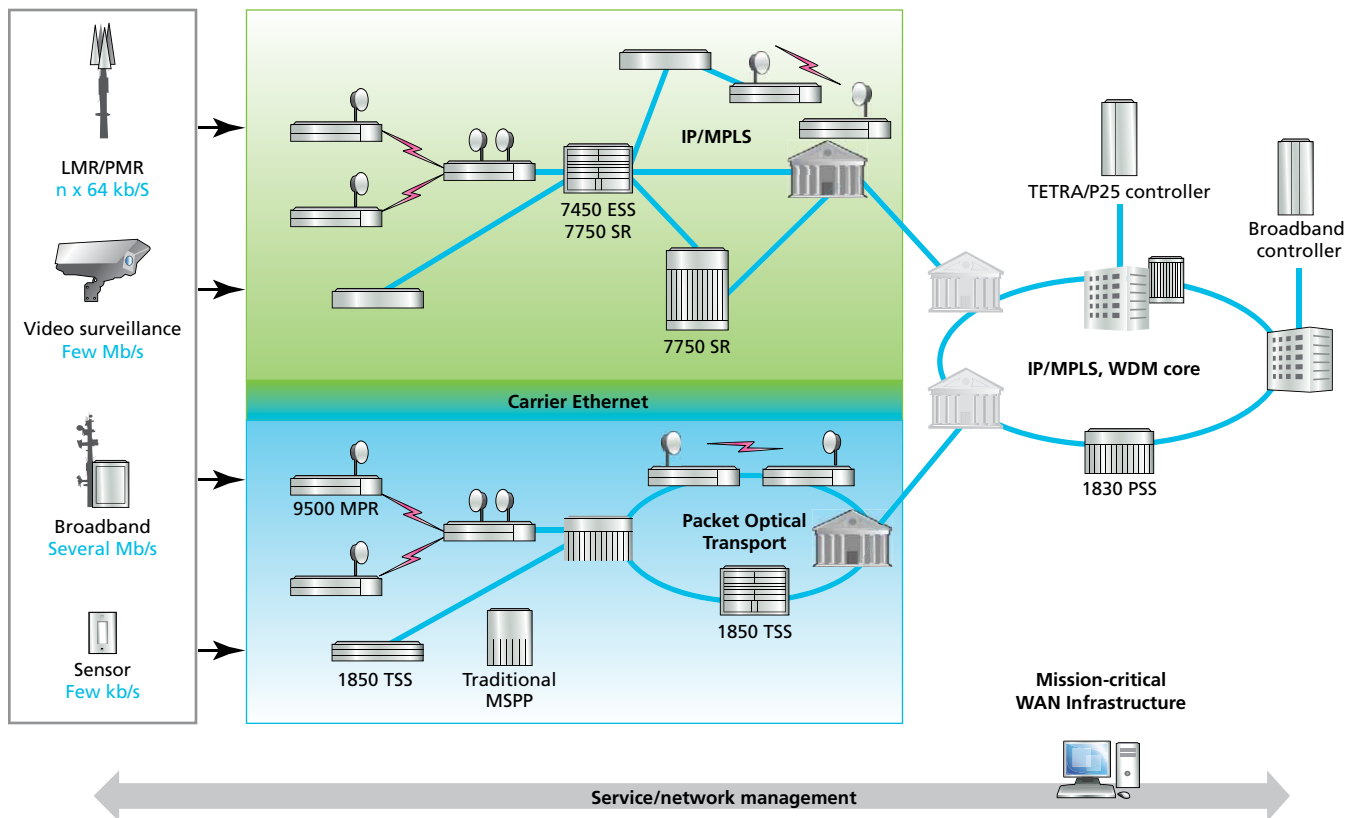 LMR/PMR
n x 64 kb/S
Video surveillance
Few Mb/s
Broadband
Several Mb/s
Sensor
Few kb/s
IP/MPLS
7450 ESS
7750 SR
7750 SR
Carrier Ethernet
9500 MPR
Packet Optical
Transport
1850 TSS
1850 TSS
Traditional
MSPP
TETRA/P25 controller
Broadband
controller
IP/MPLS, WDM core
1830 PSS
Mission-critical
WAN Infrastructure
Service/network management